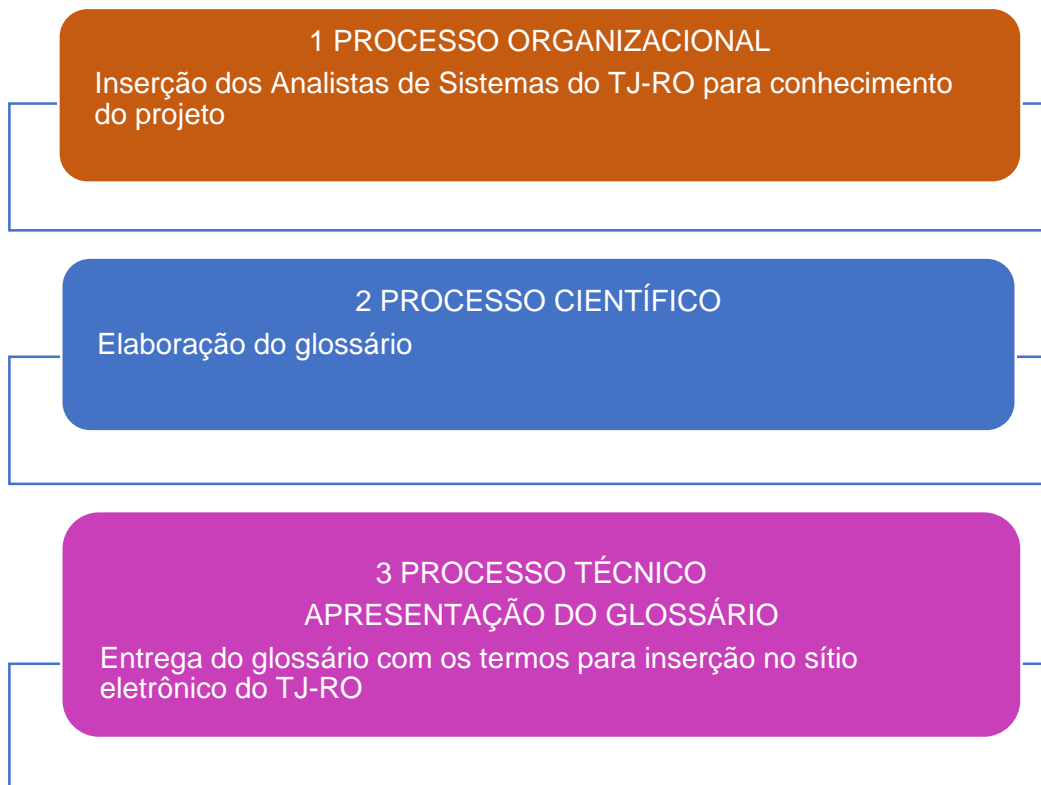 1 PROCESSO ORGANIZACIONAL
Inserção dos Analistas de Sistemas do TJ-RO para conhecimento
do projeto
2 PROCESSO CIENTÍFICO
Elaboração do glossário
3 PROCESSO TÉCNICO
APRESENTAÇÃO DO GLOSSÁRIO
Entrega do glossário com os termos para inserção no sítio
eletrônico do TJ-RO